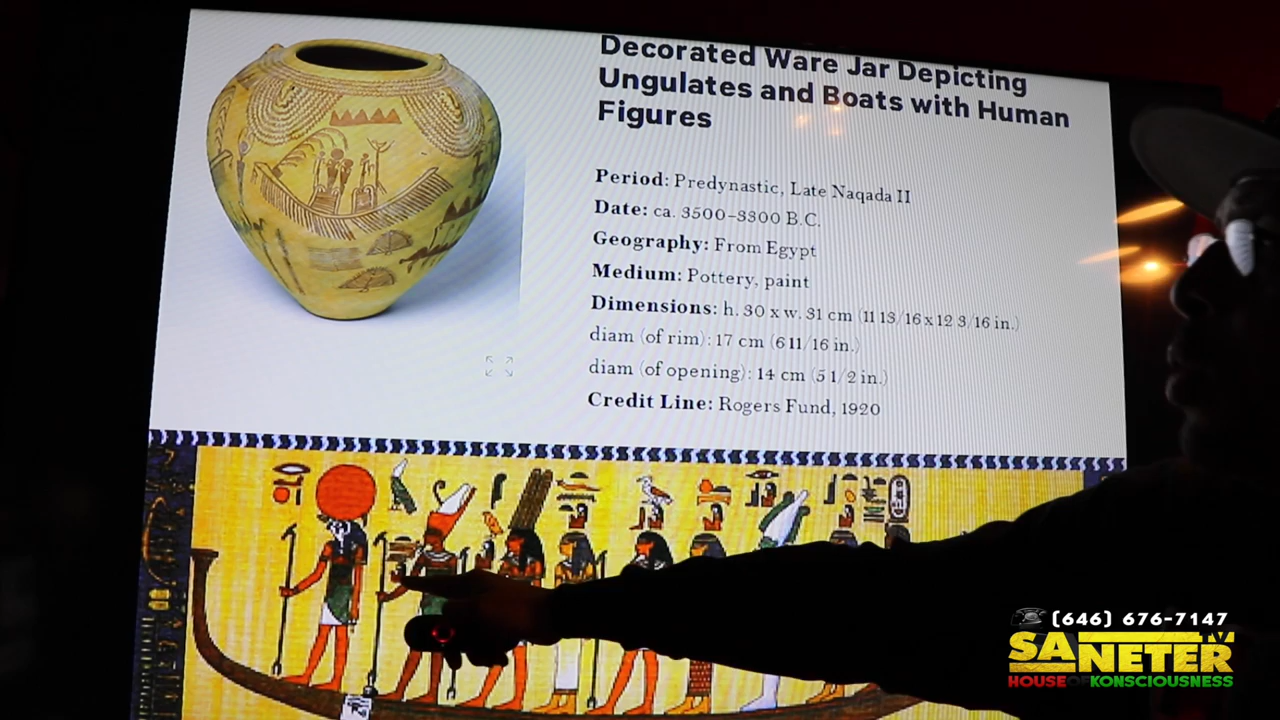 Decorated Ware Jar Depicting
Ungulates and Boats with Human
Figures
Period: Predynastic, Late Naqada II
Date: ca. 3500–3300 B.C.
Geography: From Egypt
Medium: Pottery, paint
Dimensions: h. 30 x w. 31 cm (11 13/16 x 12 3/16 in.)
diam (of rim): 17 cm (6 11/16 in.)
diam (of opening): 14 cm (5 1/2 in.)
Credit Line: Rogers Fund, 1920
(646) 676-7147
SANETER TV
HOUSE OF KONSCIOUSNESS